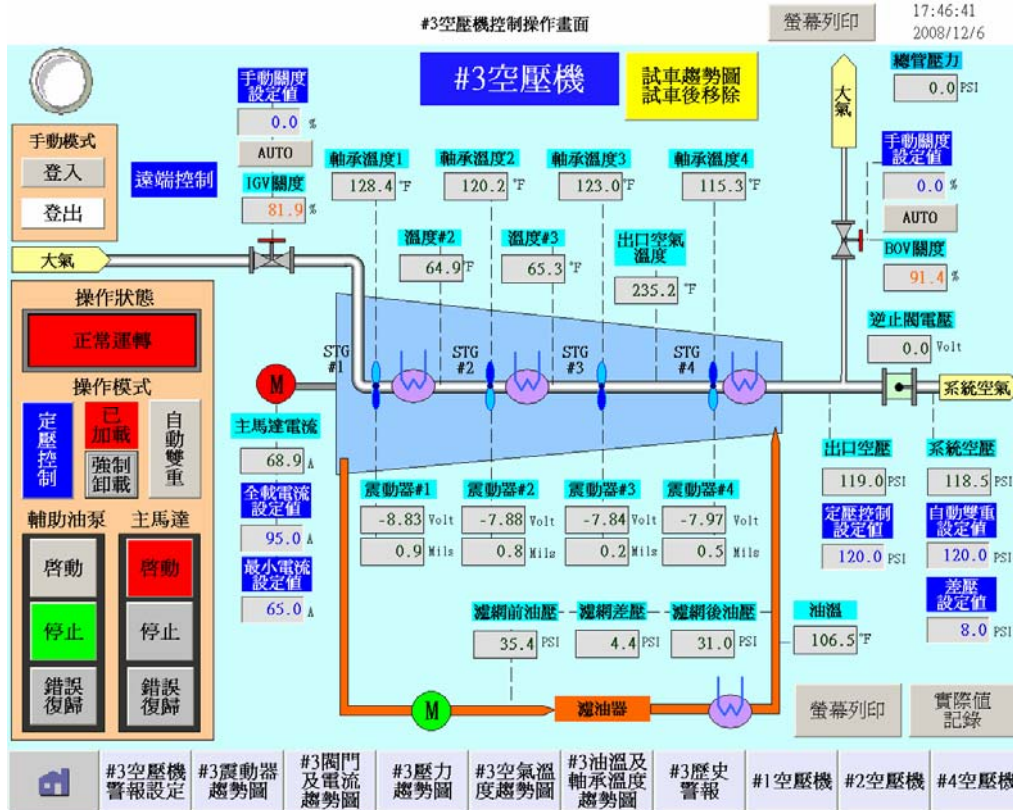 #3空壓機控制操作畫面
螢幕列印
17:46:41
2008/12/6
#3空壓機
試車趨勢圖
試車後移除
大氣
總管壓力
0.0 PSI
手動模式
登入
登出
遠端控制
手動關度
設定值
0.0 %
AUTO
IGV關度
81.9 %
軸承溫度1
128.4 °F
軸承溫度2
120.2 °F
軸承溫度3
123.0 °F
軸承溫度4
115.3 °F
手動關度
設定值
0.0 %
AUTO
BOV關度
91.4 %
大氣
溫度#2
64.9 °F
溫度#3
65.3 °F
出口空氣
溫度
235.2 °F
逆止閥電壓
0.0 Volt
操作狀態
正常運轉
操作模式
定壓控制
已
加載
強制
卸載
自動雙重
STG
#1
STG
#2
STG
#3
STG
#4
M
系統空氣
主馬達電流
68.9 A
全載電流
設定值
95.0 A
最小電流
設定值
65.0 A
震動器#1
-8.83 Volt
0.9 Mils
震動器#2
-7.88 Volt
0.8 Mils
震動器#3
-7.84 Volt
0.2 Mils
震動器#4
-7.97 Volt
0.5 Mils
出口空壓
119.0 PSI
定壓控制
設定值
120.0 PSI
系統空壓
118.5 PSI
自動雙重
設定值
120.0 PSI
差壓
設定值
8.0 PSI
輔助油泵
啓動
停止
錯誤
復歸
主馬達
啓動
停止
錯誤
復歸
濾網前油壓
35.4 PSI
濾網差壓
4.4 PSI
濾網後油壓
31.0 PSI
油溫
106.5 °F
M
濾油器
螢幕列印
實際值
記錄
#3空壓機
警報設定
#3震動器
趨勢圖
#3閥門
及電流
趨勢圖
#3壓力
趨勢圖
#3空氣溫
度趨勢圖
#3油溫及
軸承溫度
趨勢圖
#3歷史
警報
#1空壓機
#2空壓機
#4空壓機